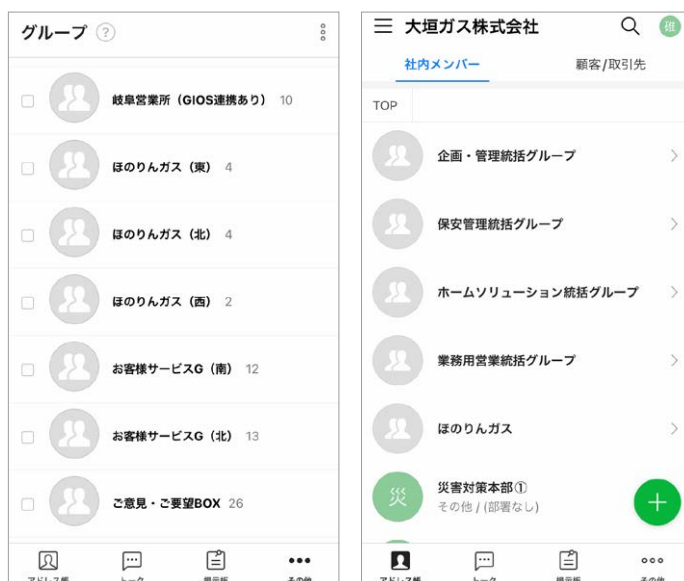 グループ ?
岐阜営業所（GIOS連携あり） 10
ほのりんガス（東） 4
ほのりんガス（北） 4
ほのりんガス（西） 2
お客様サービスG（南） 12
お客様サービスG（北） 13
ご意見・ご要望BOX 26
アドレス帳 トーク 掲示板 その他
大垣ガス株式会社 碓
社内メンバー 顧客/取引先
TOP
企画・管理統括グループ
保安管理統括グループ
ホームソリューション統括グループ
業務用営業統括グループ
ほのりんガス
災 災害対策本部①
その他 / (部署なし)
アドレス帳 トーク 掲示板 その他